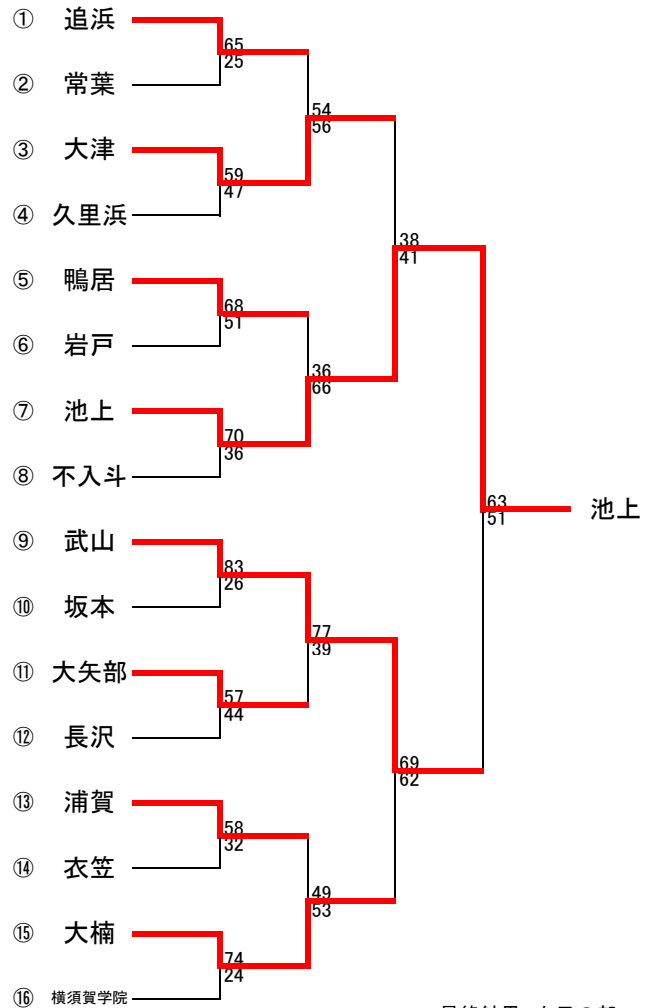 ① 追浜
65
25
② 常葉
54
56
③ 大津
59
47
④ 久里浜
38
41
⑤ 鴨居
68
51
⑥ 岩戸
36
66
⑦ 池上
70
36
⑧ 不入斗
63
51
池上
⑨ 武山
83
26
⑩ 坂本
77
39
⑪ 大矢部
57
44
⑫ 長沢
69
62
⑬ 浦賀
58
32
⑭ 衣笠
49
53
⑮ 大楠
74
24
⑯ 横須賀学院